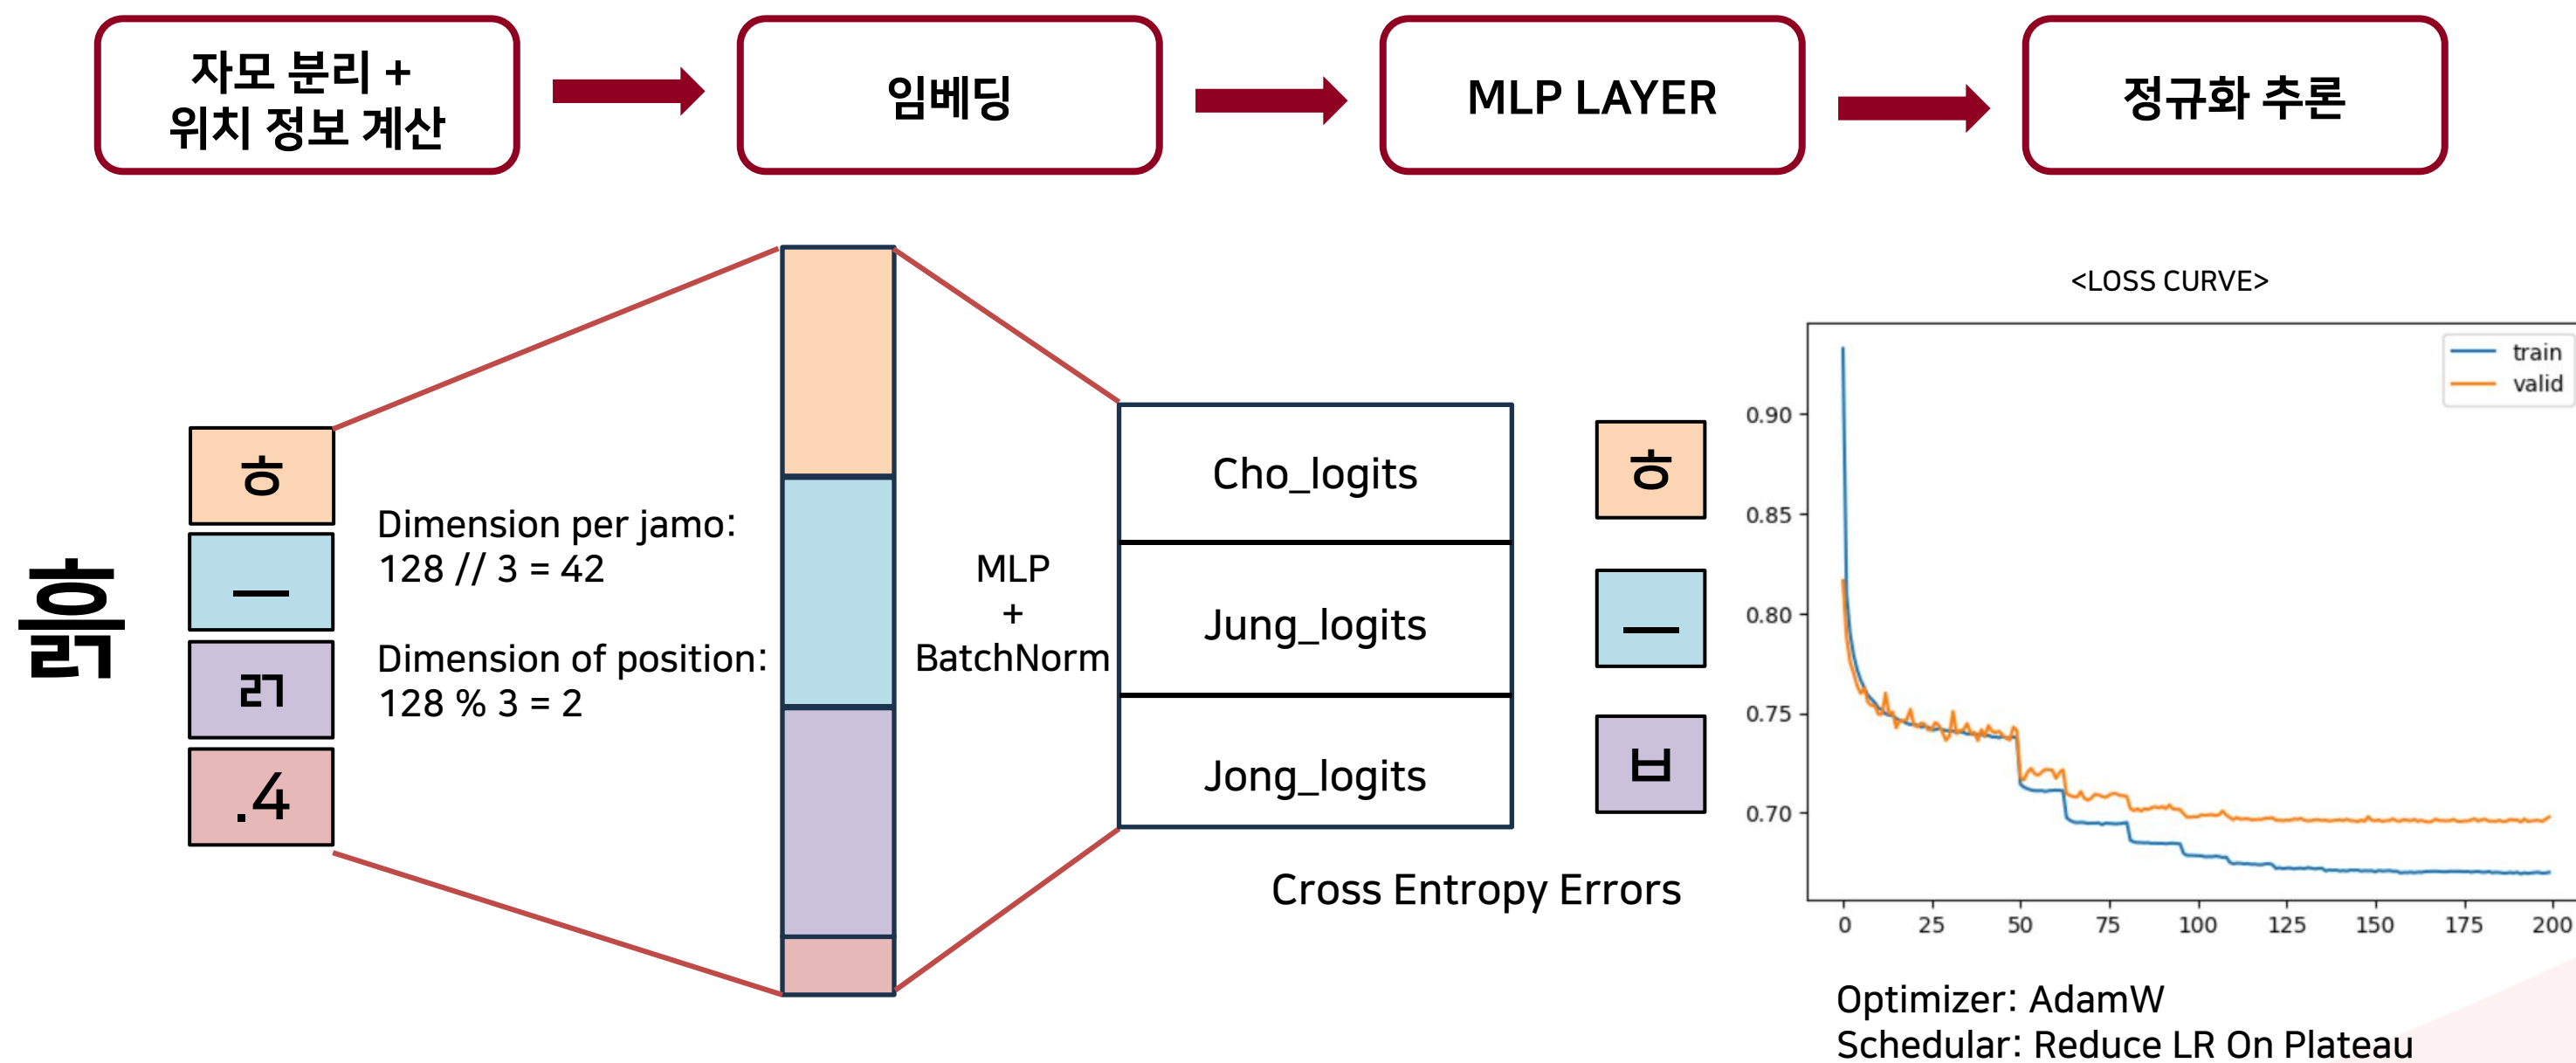 자모 분리 +
위치 정보 계산
임베딩
MLP LAYER
정규화 추론
흙
ㅎ
ㅡ
ㄺ
.4
Dimension per jamo:
128 // 3 = 42
Dimension of position:
128 % 3 = 2
MLP
+
BatchNorm
Cho_logits
Jung_logits
Jong_logits
ㅎ
ㅡ
ㅂ
Cross Entropy Errors
<LOSS CURVE>
train
valid
0.90
0.85
0.80
0.75
0.70
0 25 50 75 100 125 150 175 200
Optimizer: AdamW
Schedular: Reduce LR On Plateau